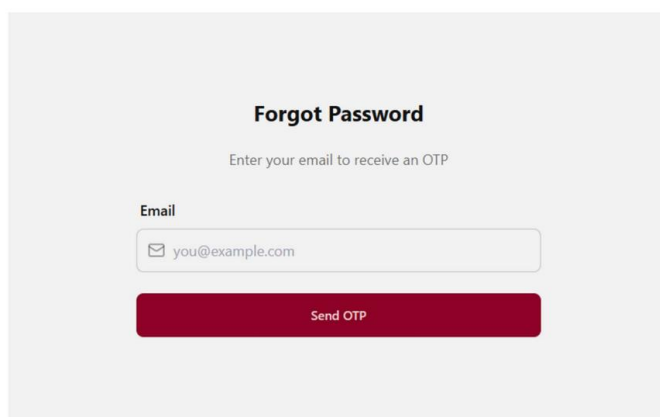 Forgot Password
Enter your email to receive an OTP
Email
you@example.com
Send OTP